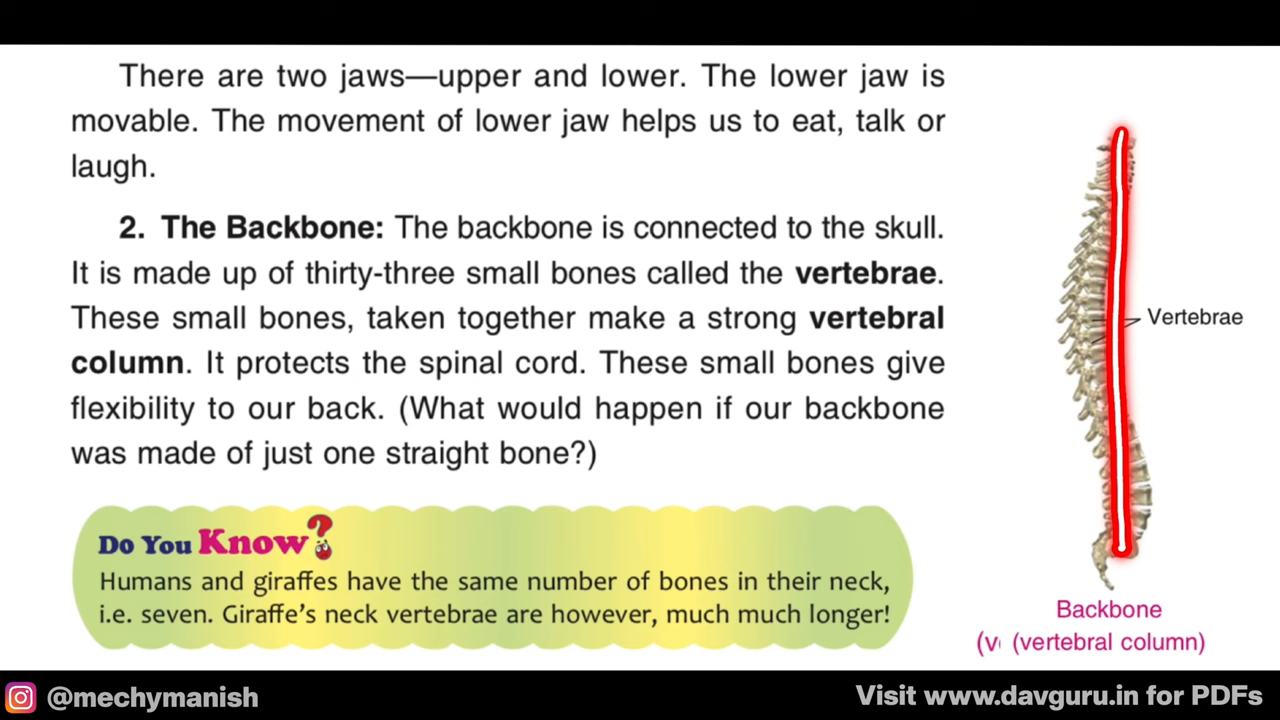 There are two jaws—upper and lower. The lower jaw is
movable. The movement of lower jaw helps us to eat, talk or
laugh.
2. The Backbone: The backbone is connected to the skull.
It is made up of thirty-three small bones called the vertebrae.
These small bones, taken together make a strong vertebral
column. It protects the spinal cord. These small bones give
flexibility to our back. (What would happen if our backbone
was made of just one straight bone?)
Do You Know?
Humans and giraffes have the same number of bones in their neck,
i.e. seven. Giraffe's neck vertebrae are however, much much longer!
Vertebrae
Backbone
(v (vertebral column)
@mechymanish
Visit www.davguru.in for PDFs